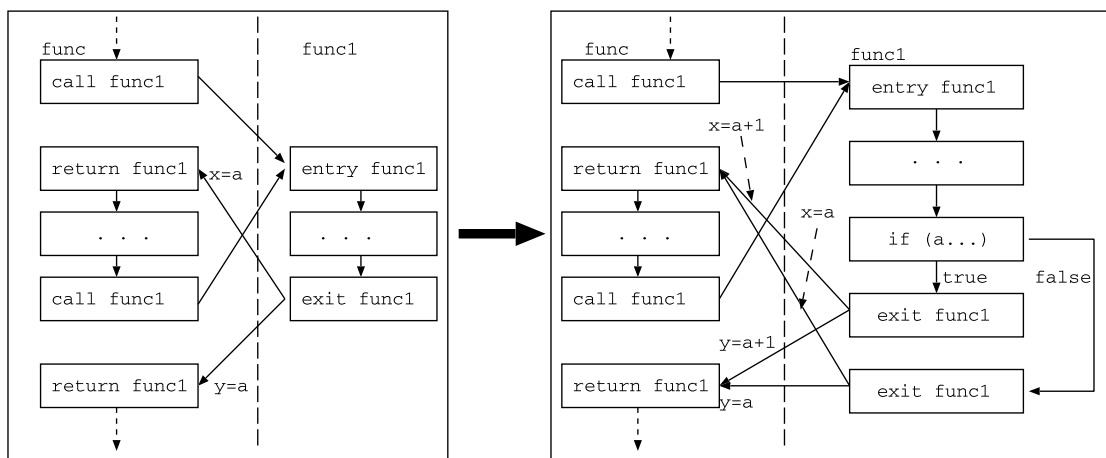 func
func1
call func1
return func1
x=a
entry func1
. . .
. . .
call func1
exit func1
return func1
y=a
func
func1
call func1
entry func1
x=a+1
return func1
. . .
x=a
. . .
if (a...)
call func1
true
false
exit func1
y=a+1
return func1
y=a
exit func1